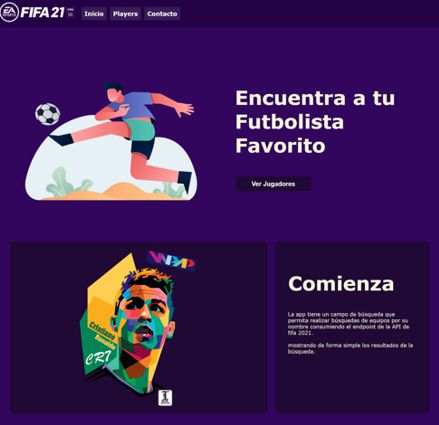 EA SPORTS FIFA 21
Inicio Players Contacto
Encuentra a tu
Futbolista
Favorito
Ver Jugadores
WPAP
Cristiano
Ronaldo
CR7
Comienza
La app tiene un campo de búsqueda que
permita realizar búsquedas de equipos por su
nombre consumiendo el endpoint de la API de
fifa 2021.
mostrando de forma simple los resultados de la
búsqueda.